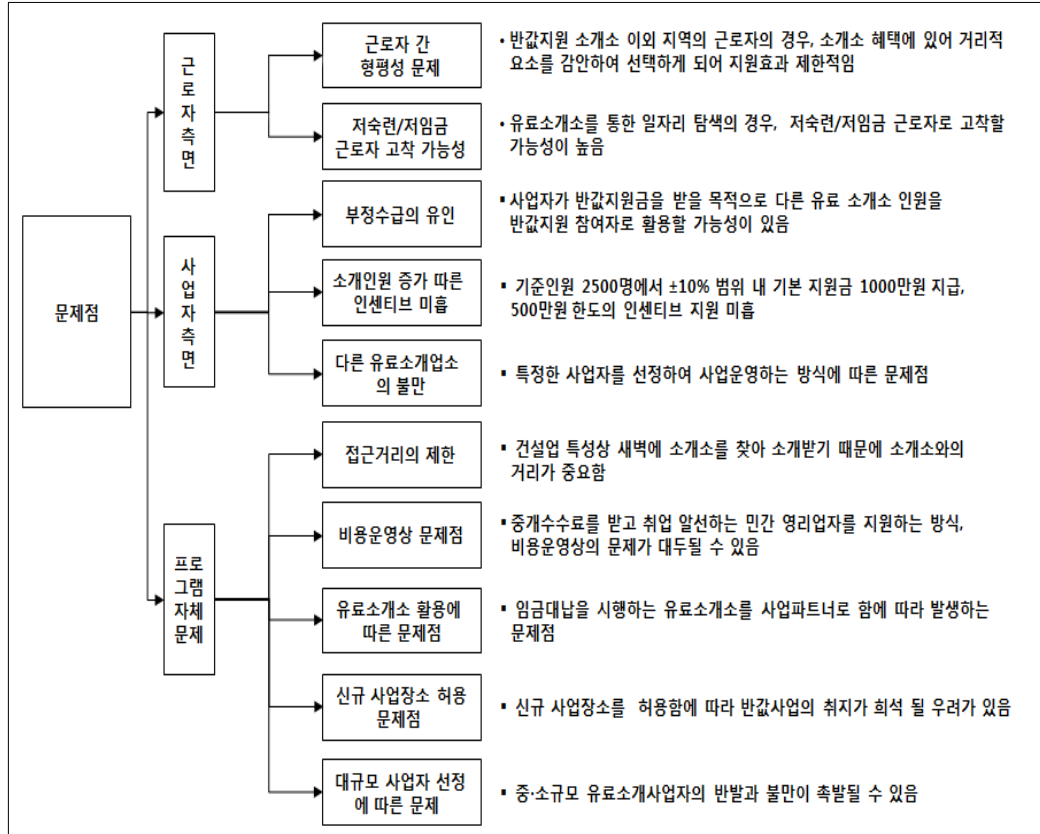 문제점
근
로
자
측
면
근로자 간
형평성 문제
• 반값지원 소개소 이외 지역의 근로자의 경우, 소개소 혜택에 있어 거리적
요소를 감안하여 선택하게 되어 지원효과 제한적임
저숙련/저임금
근로자 고착 가능성
• 유료소개소를 통한 일자리 탐색의 경우, 저숙련/저임금 근로자로 고착할
가능성이 높음
사
업
자
측
면
부정수급의 유인
▪ 사업자가 반값지원금을 받을 목적으로 다른 유료 소개소 인원을
반값지원 참여자로 활용할 가능성이 있음
소개인원 증가 따른
인센티브 미흡
▪ 기준인원 2500명에서 ±10% 범위 내 기본 지원금 1000만원 지급,
500만원 한도의 인센티브 지원 미흡
다른 유료소개업소
의 불만
▪ 특정한 사업자를 선정하여 사업운영하는 방식에 따른 문제점
프로
그램
자체
문제
접근거리의 제한
▪ 건설업 특성상 새벽에 소개소를 찾아 소개받기 때문에 소개소와의
거리가 중요함
비용운영상 문제점
▪ 중개수수료를 받고 취업 알선하는 민간 영리업자를 지원하는 방식,
비용운영상의 문제가 대두될 수 있음
유료소개소 활용에
따른 문제점
▪ 임금대납을 시행하는 유료소개소를 사업파트너로 함에 따라 발생하는
문제점
신규 사업장소 허용
문제점
▪ 신규 사업장소를 허용함에 따라 반값사업의 취지가 희석 될 우려가 있음
대규모 사업자 선정
에 따른 문제
▪ 중·소규모 유료소개사업자의 반발과 불만이 촉발될 수 있음